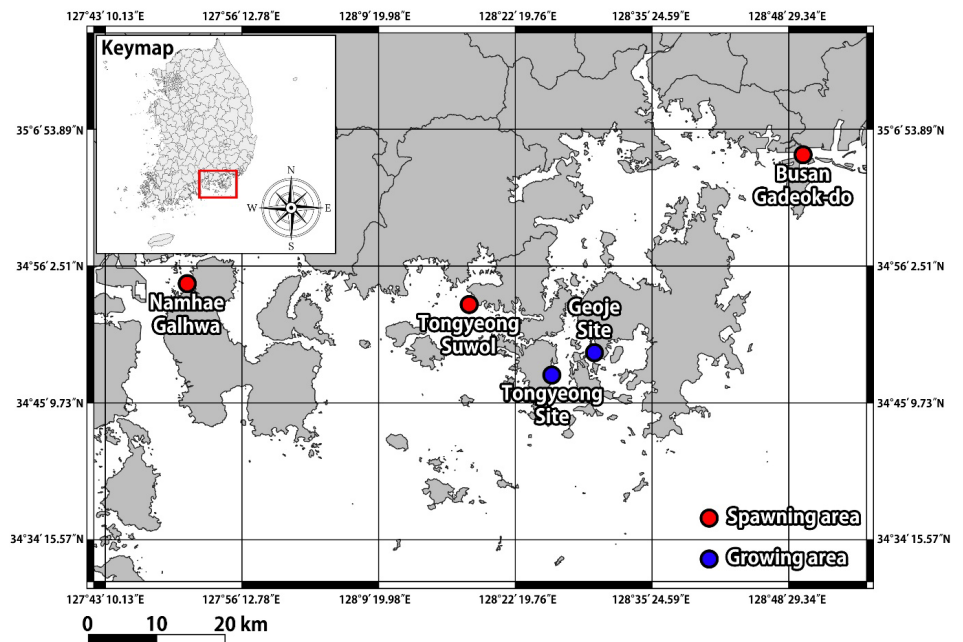 127°43′10.13″E 127°56′12.78″E 128°9′19.98″E 128°22′19.76″E 128°35′24.59″E 128°48′29.34″E
Keymap
N
W E
S
35°6′53.89″N 35°6′53.89″N
Busan
Gadeok-do
34°56′2.51″N 34°56′2.51″N
Namhae
Galhwa
Tongyeong
Suwol
Geoje
Site
Tongyeong
Site
34°45′9.73″N 34°45′9.73″N
Spawning area
Growing area
34°34′15.57″N 34°34′15.57″N
127°43′10.13″E 127°56′12.78″E 128°9′19.98″E 128°22′19.76″E 128°35′24.59″E 128°48′29.34″E
0 10 20 km